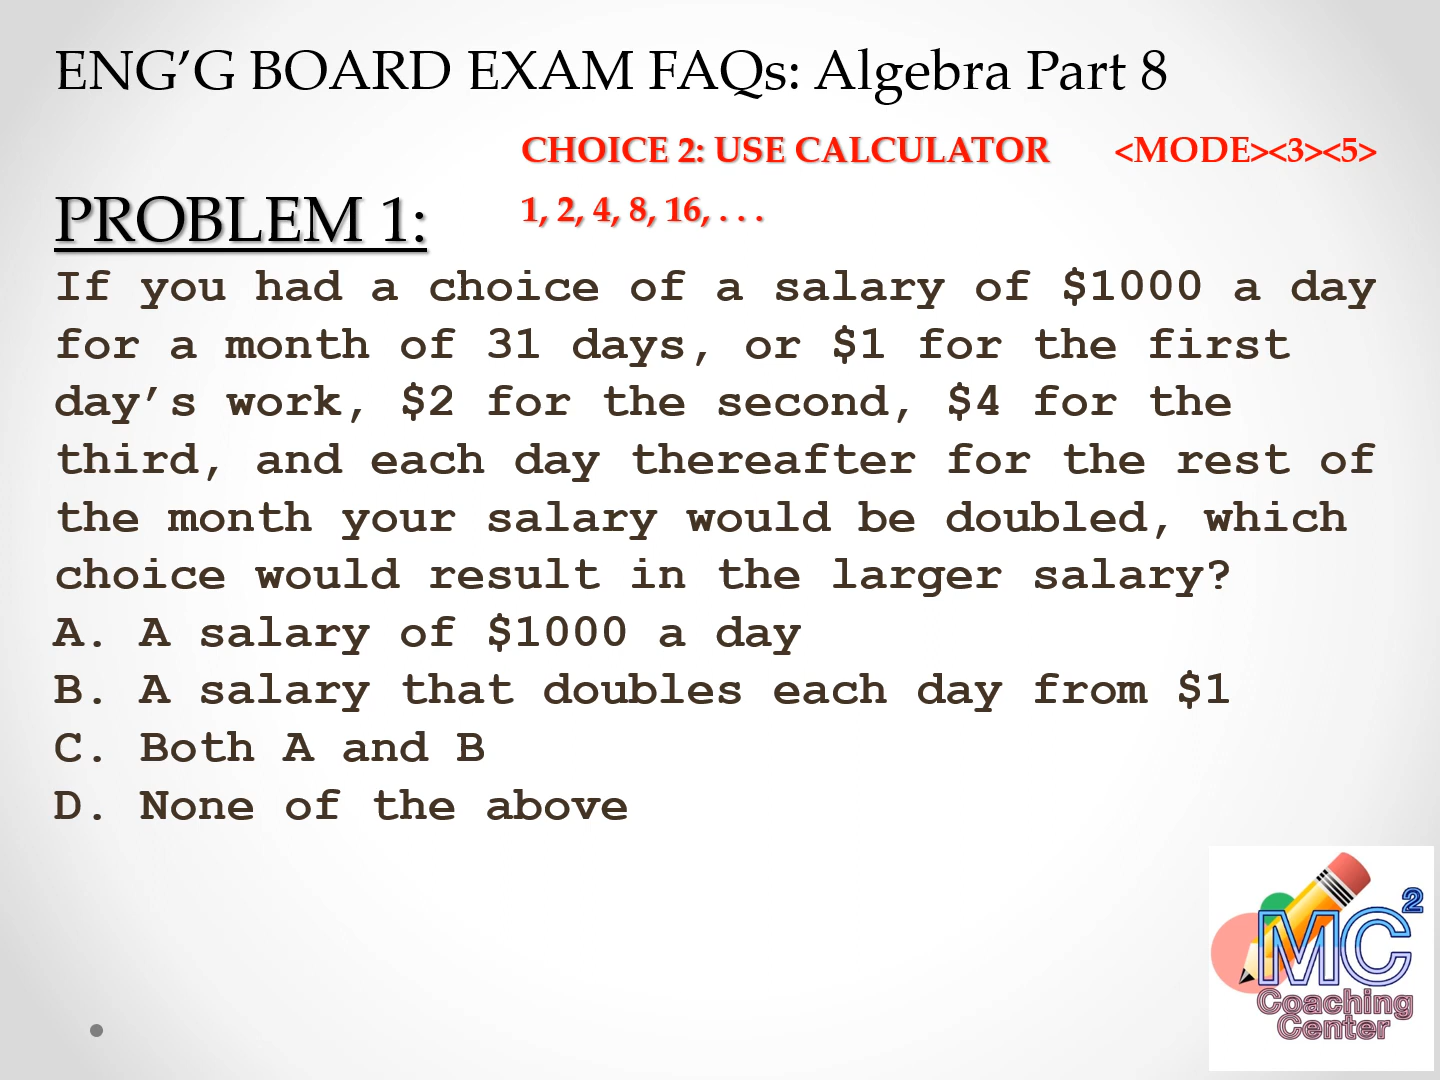 ENG’G BOARD EXAM FAQs: Algebra Part 8
CHOICE 2: USE CALCULATOR <MODE><3><5>
1, 2, 4, 8, 16, . . .
PROBLEM 1:
If you had a choice of a salary of $1000 a day
for a month of 31 days, or $1 for the first
day’s work, $2 for the second, $4 for the
third, and each day thereafter for the rest of
the month your salary would be doubled, which
choice would result in the larger salary?
A. A salary of $1000 a day
B. A salary that doubles each day from $1
C. Both A and B
D. None of the above
MC2
Coaching
Center